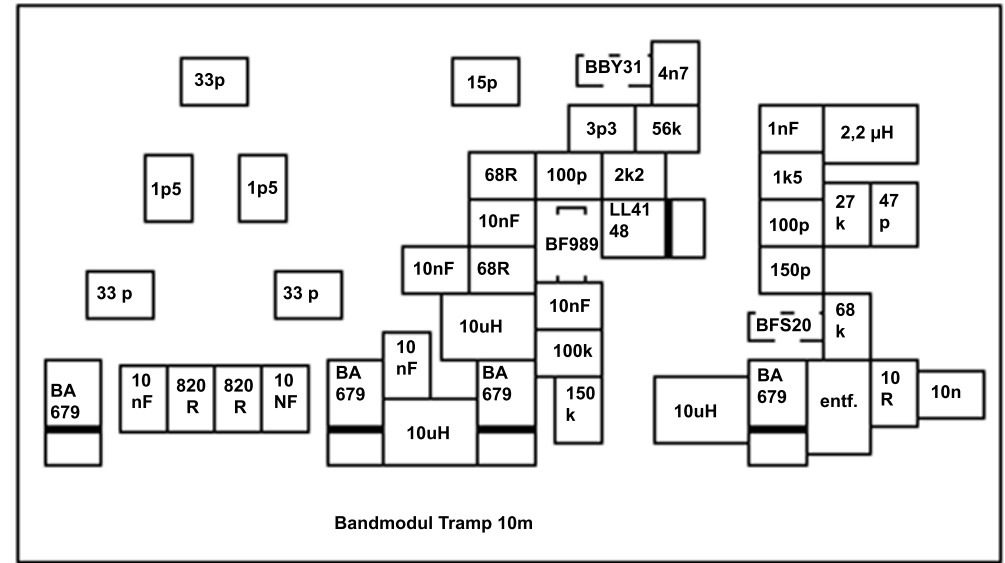 BBY31
4n7
33p
15p
3p3
56k
1nF
2,2 µH
68R
100p
2k2
1k5
1p5
1p5
27
k
47
p
LL41
48
10nF
100p
BF989
10nF
68R
150p
33 p
33 p
10nF
68
k
10uH
BFS20
10
nF
100k
BA
679
10
nF
820
R
820
R
10
NF
BA
679
BA
679
150
k
BA
679
entf.
10
R
10n
10uH
10uH
Bandmodul Tramp 10m